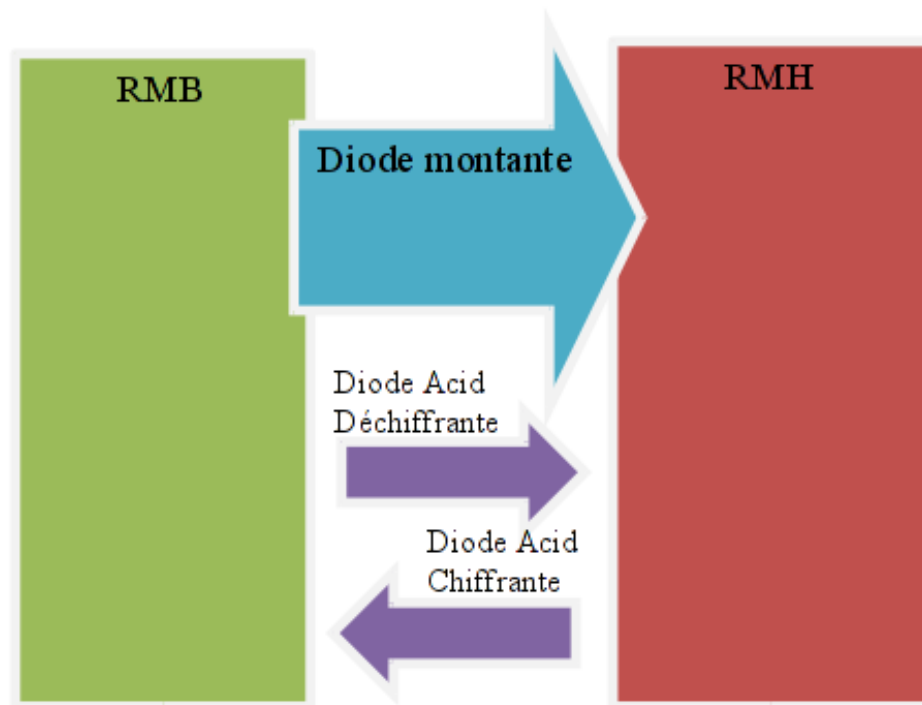 RMB
RMH
Diode montante
Diode Acid
Déchiffrante
Diode Acid
Chiffrante